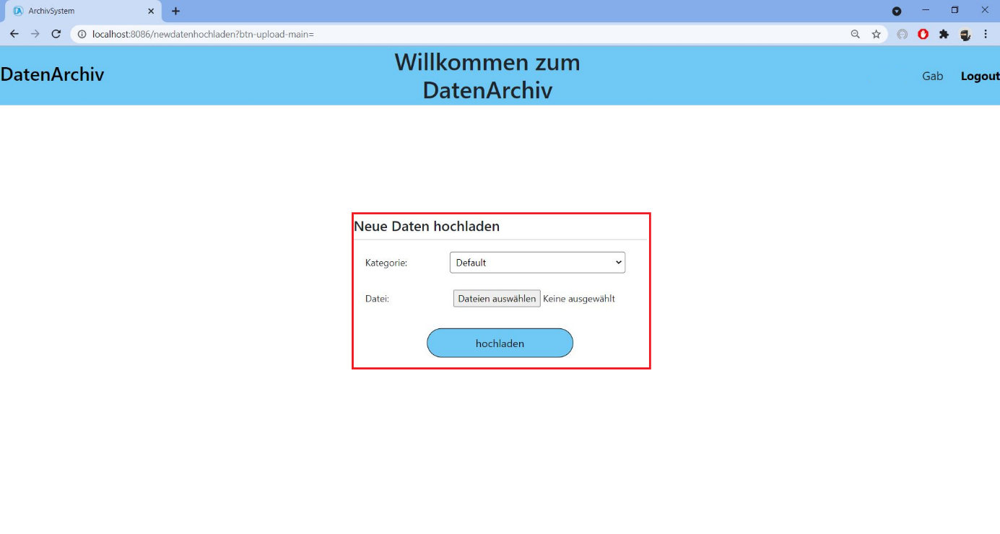 ArchivSystem
localhost:8086/newdatenhochladen?btn-upload-main=
DatenArchiv
Willkommen zum
DatenArchiv
Gab
Logout
Neue Daten hochladen
Kategorie:
Default
Datei:
Dateien auswählen
Keine ausgewählt
hochladen